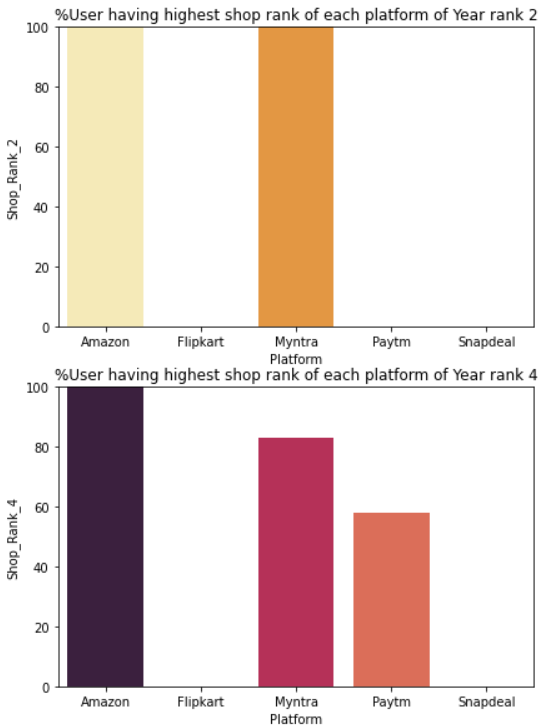 %User having highest shop rank of each platform of Year rank 2
100
80
60
40
20
0
Shop_Rank_2
Amazon Flipkart Myntra Paytm Snapdeal
Platform
%User having highest shop rank of each platform of Year rank 4
100
80
60
40
20
0
Shop_Rank_4
Amazon Flipkart Myntra Paytm Snapdeal
Platform